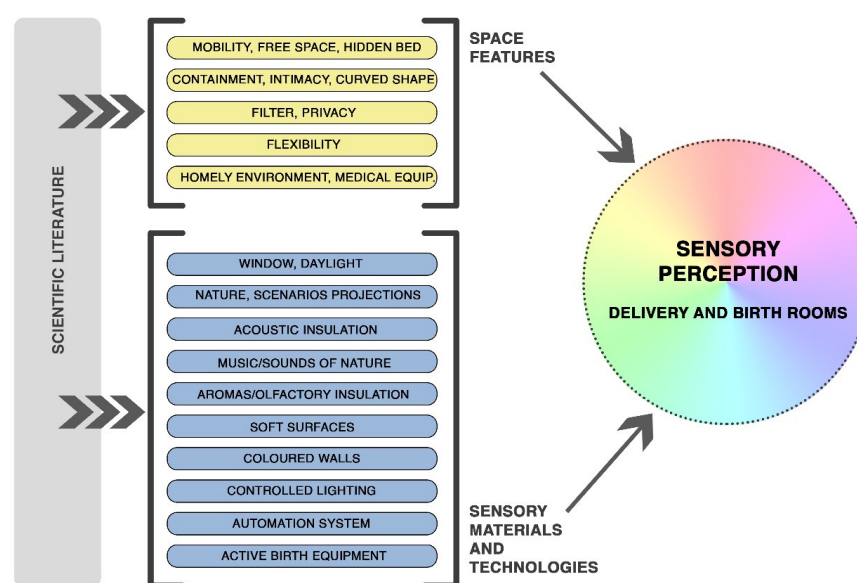 SCIENTIFIC LITERATURE
MOBILITY, FREE SPACE, HIDDEN BED
CONTAINMENT, INTIMACY, CURVED SHAPE
FILTER, PRIVACY
FLEXIBILITY
HOMELY ENVIRONMENT, MEDICAL EQUIP.
SPACE
FEATURES
WINDOW, DAYLIGHT
NATURE, SCENARIOS PROJECTIONS
ACOUSTIC INSULATION
MUSIC/SOUNDS OF NATURE
AROMAS/OLFACTORY INSULATION
SOFT SURFACES
COLOURED WALLS
CONTROLLED LIGHTING
AUTOMATION SYSTEM
ACTIVE BIRTH EQUIPMENT
SENSORY
MATERIALS
AND
TECHNOLOGIES
SENSORY
PERCEPTION
DELIVERY AND BIRTH ROOMS